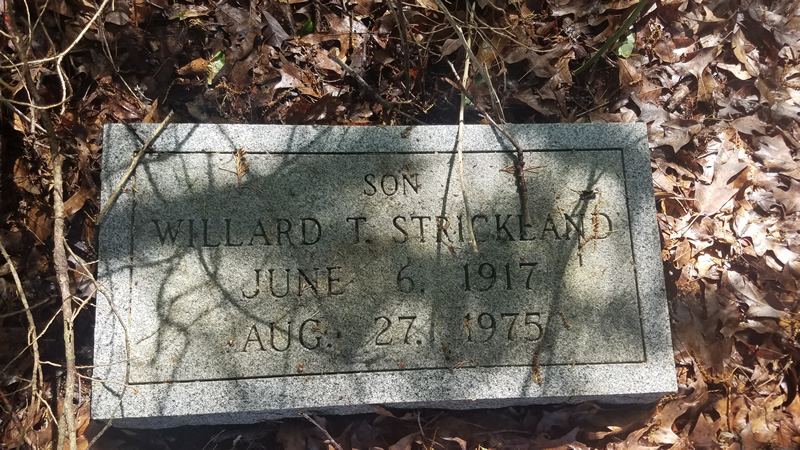 SON
WILLARD T. STRICKLAND
JUNE 6, 1917
AUG. 27, 1975